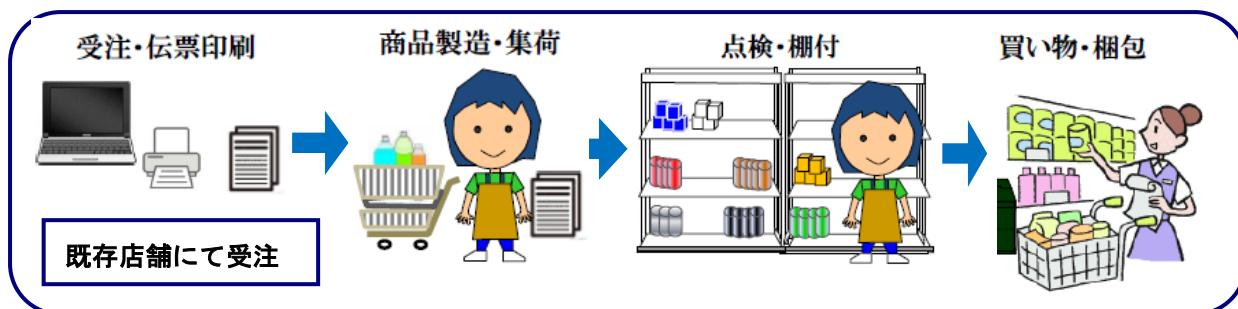 受注・伝票印刷
商品製造・集荷
点検・棚付
買い物・梱包
既存店舗にて受注